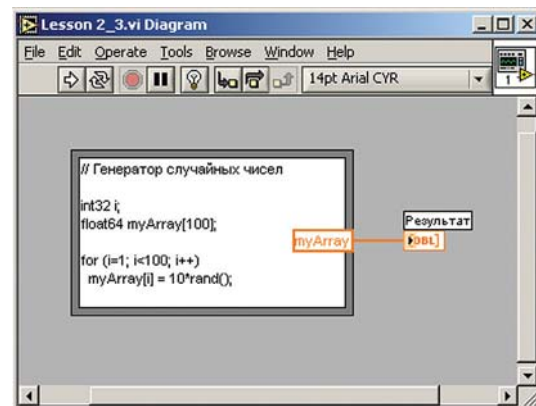 Lesson 2_3.vi Diagram
File Edit Operate Tools Browse Window Help
14pt Arial CYR
1
// Генератор случайных чисел
int32 i;
float64 myArray[100];
for (i=1; i<100; i++)
myArray[i] = 10*rand();
myArray
Результат
DBL